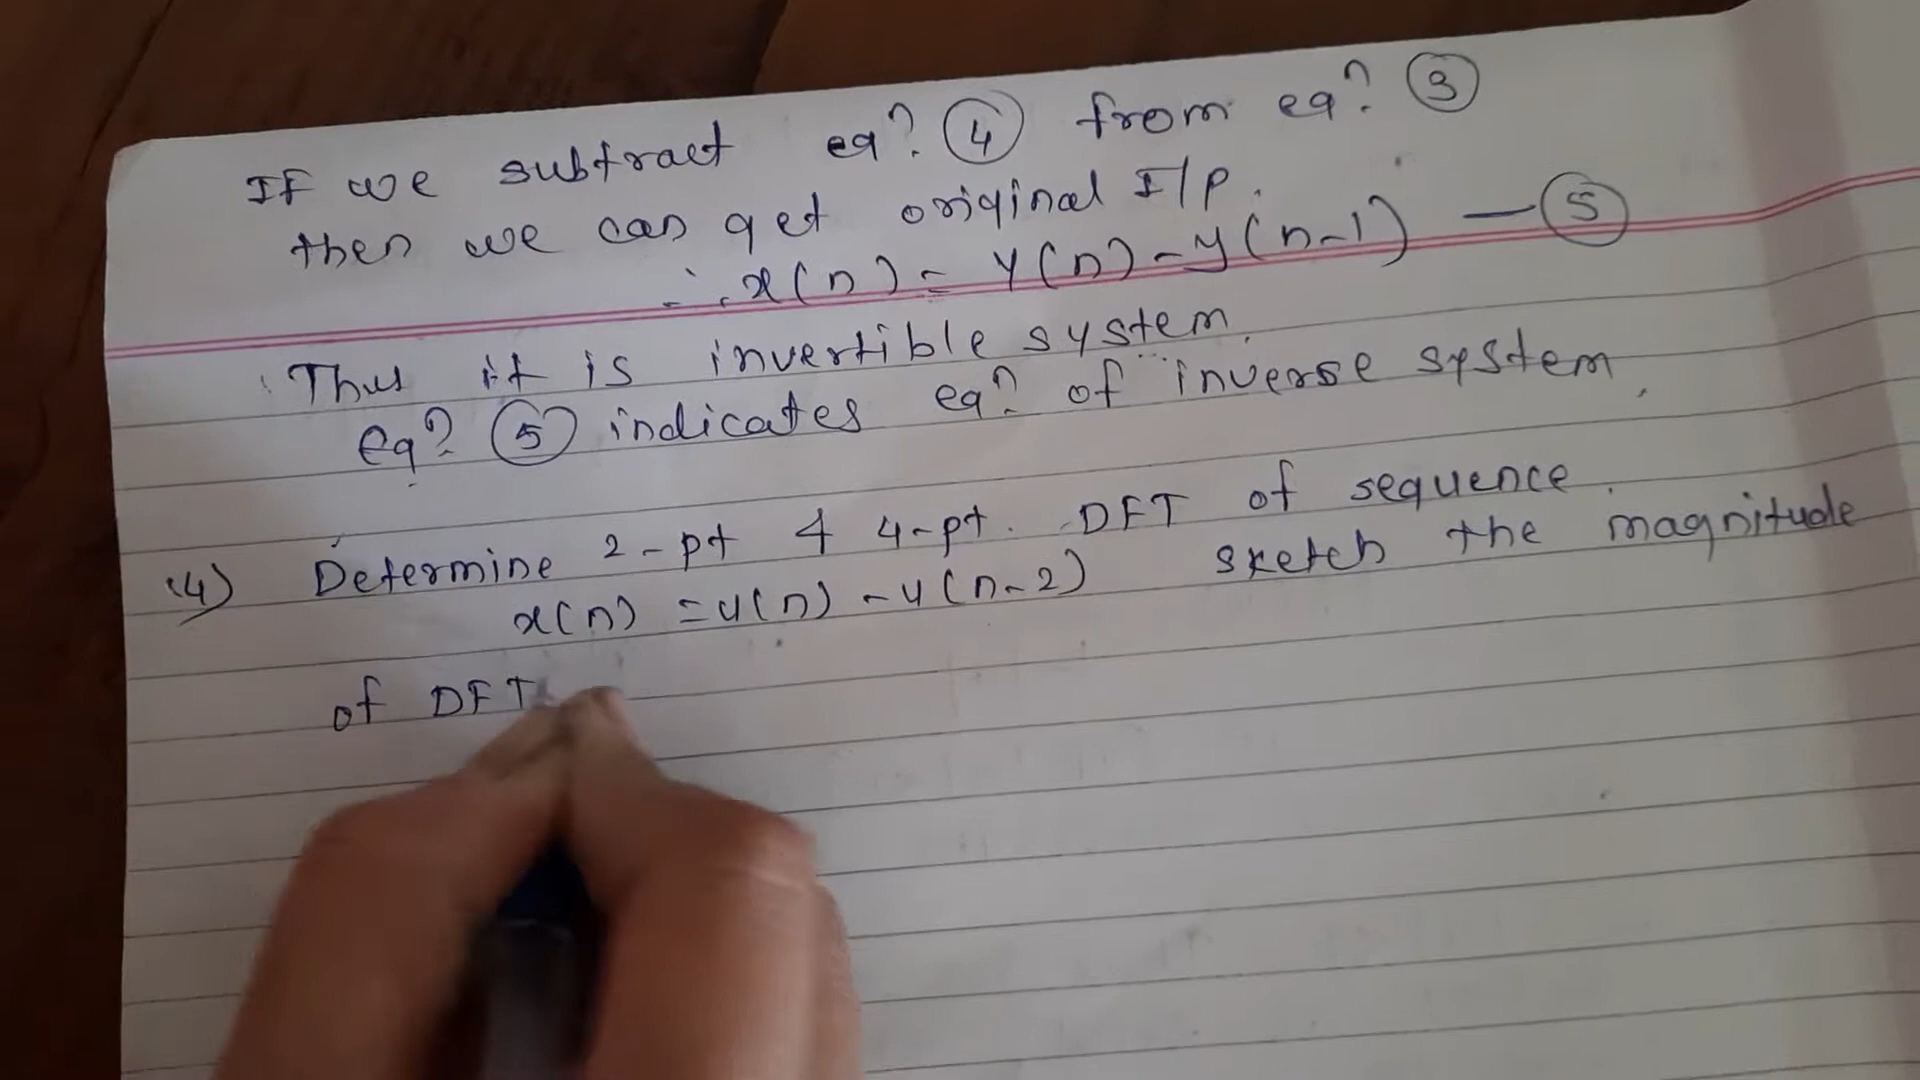 If we subtract eqn. 4 from eqn. 3
then we can get original I/P.
∴ x(n) = y(n) - y(n-1) — 5
Thus it is invertible system.
eqn. 5 indicates eqn. of inverse system.
(4) Determine 2-pt & 4-pt. DFT of sequence.
x(n) = u(n) - u(n-2) sketch the magnitude
of DFT